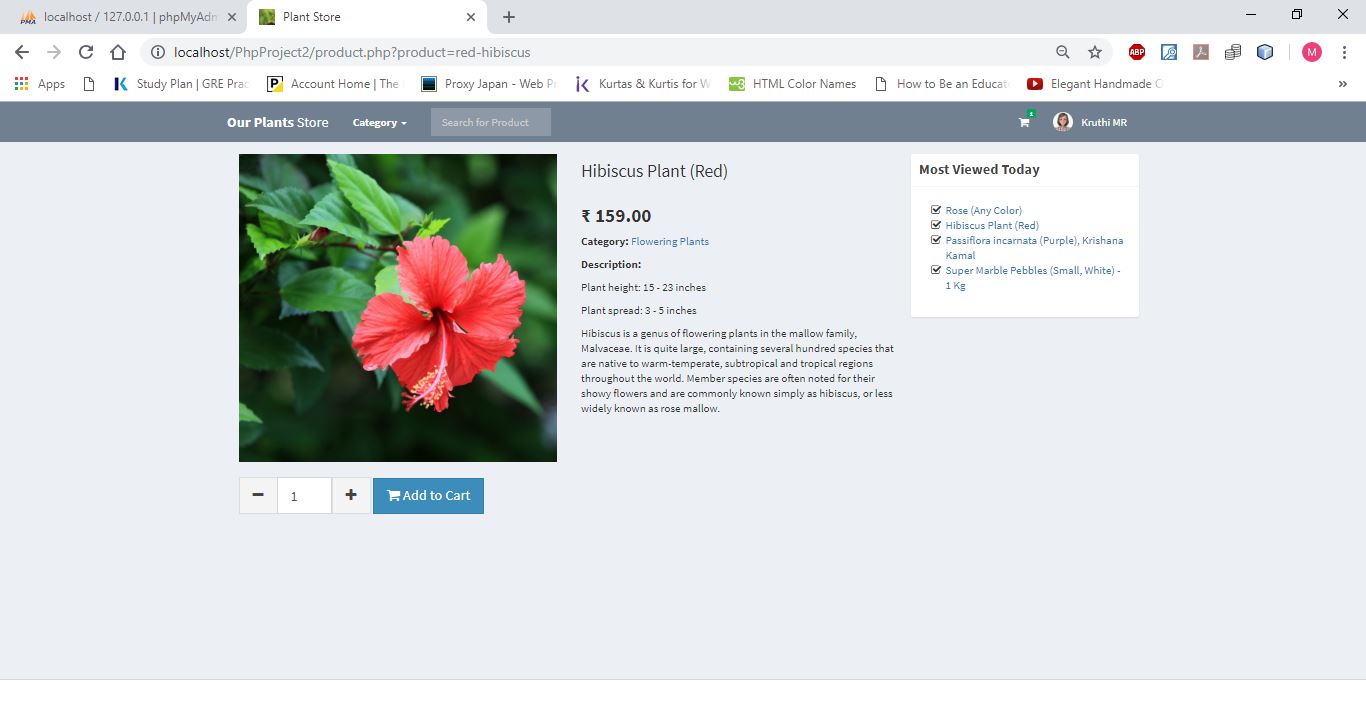 localhost / 127.0.0.1 | phpMyAdm
Plant Store
localhost/PhpProject2/product.php?product=red-hibiscus
ABP
M
Apps
Study Plan | GRE Prac
Account Home | The
Proxy Japan - Web Pr
Kurtas & Kurtis for W
HTML Color Names
How to Be an Educate
Elegant Handmade C
Our Plants Store
Category
Search for Product
1
Kruthi MR
Hibiscus Plant (Red)
₹ 159.00
Category: Flowering Plants
Description:
Plant height: 15 - 23 inches
Plant spread: 3 - 5 inches
Hibiscus is a genus of flowering plants in the mallow family,
Malvaceae. It is quite large, containing several hundred species that
are native to warm-temperate, subtropical and tropical regions
throughout the world. Member species are often noted for their
showy flowers and are commonly known simply as hibiscus, or less
widely known as rose mallow.
Most Viewed Today
Rose (Any Color)
Hibiscus Plant (Red)
Passiflora incarnata (Purple), Krishana
Kamal
Super Marble Pebbles (Small, White) -
1 Kg
1
Add to Cart